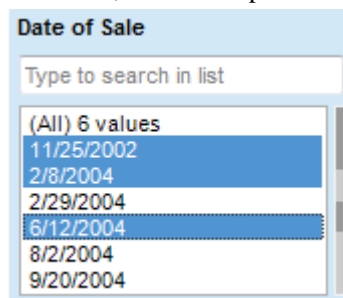 Date of Sale
Type to search in list
(All) 6 values
11/25/2002
2/8/2004
2/29/2004
6/12/2004
8/2/2004
9/20/2004